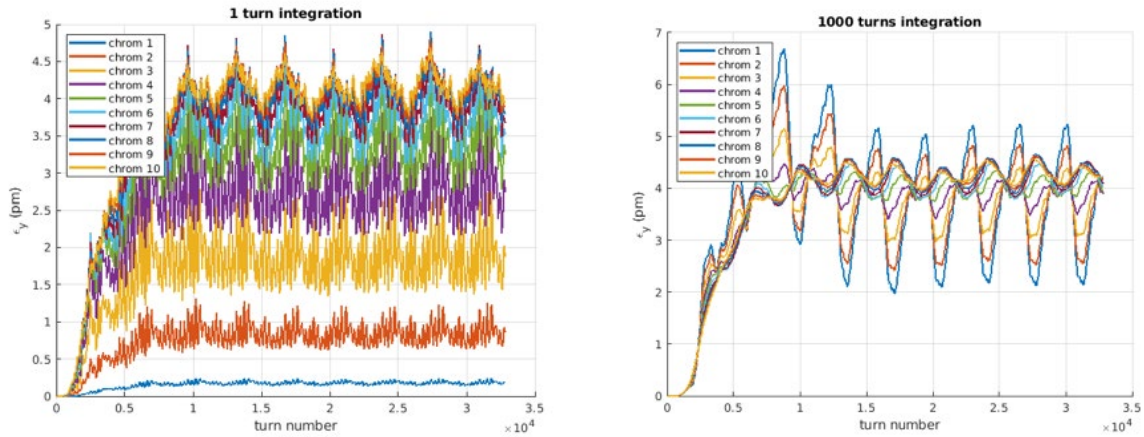 1 turn integration
5
4.5
4
3.5
3
2.5
2
1.5
1
0.5
0
ϵy (pm)
chrom 1
chrom 2
chrom 3
chrom 4
chrom 5
chrom 6
chrom 7
chrom 8
chrom 9
chrom 10
0 0.5 1 1.5 2 2.5 3 3.5
turn number
×10^4
1000 turns integration
7
6
5
4
3
2
1
0
ϵy (pm)
chrom 1
chrom 2
chrom 3
chrom 4
chrom 5
chrom 6
chrom 7
chrom 8
chrom 9
chrom 10
0 0.5 1 1.5 2 2.5 3 3.5
turn number
×10^4